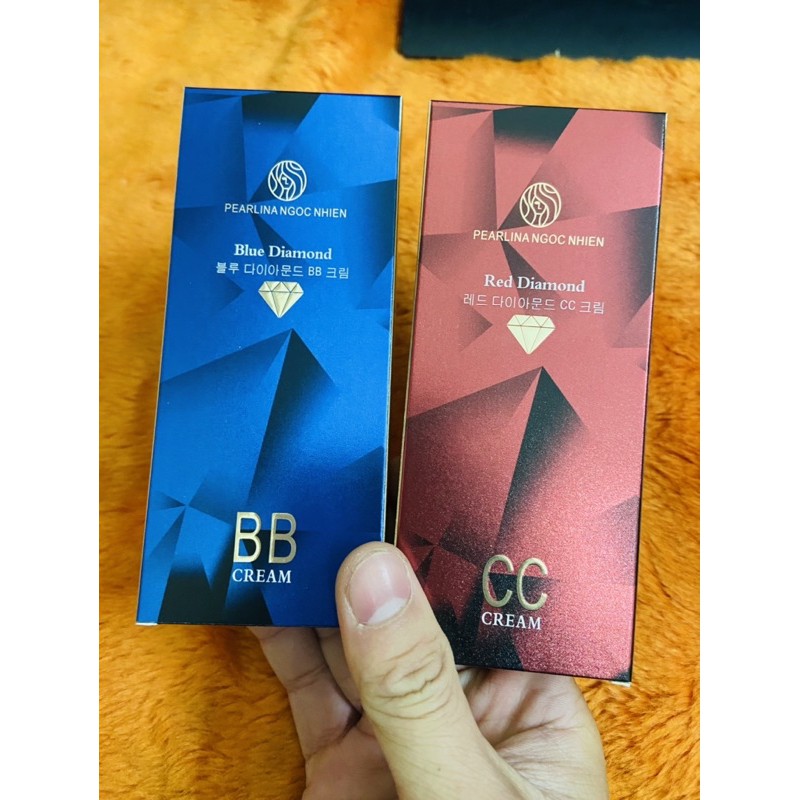 PEARLINA NGOC NHIEN
Blue Diamond
블루 다이아몬드 BB 크림
BB
CREAM
PEARLINA NGOC NHIEN
Red Diamond
레드 다이아몬드 CC 크림
CC
CREAM